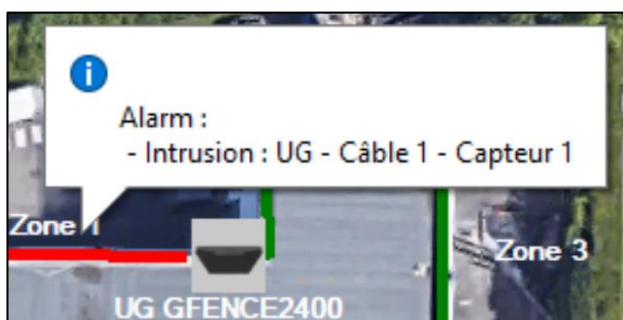 Alarm :
- Intrusion : UG - Câble 1 - Capteur 1
Zone 1
Zone 3
UG GFENCE2400